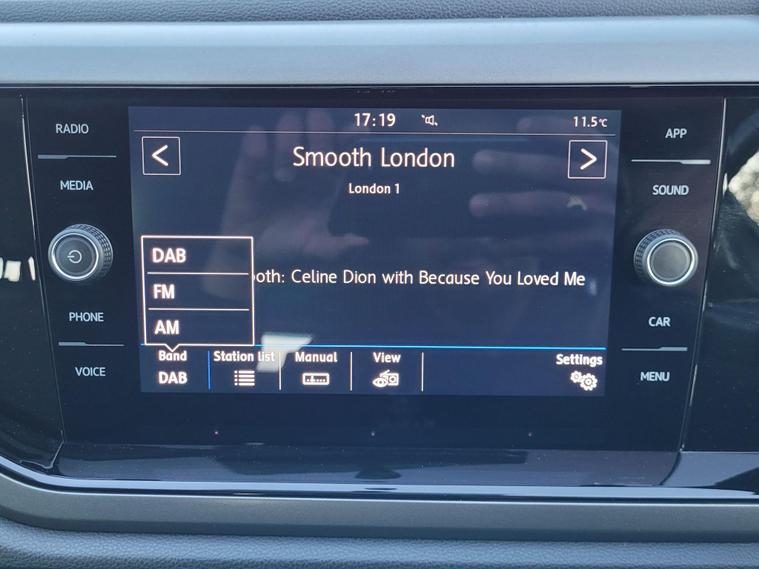 RADIO
MEDIA
PHONE
VOICE
17:19
11.5°C
<
Smooth London
>
London 1
DAB
FM
AM
ooth: Celine Dion with Because You Loved Me
Band
DAB
Station list
Manual
View
Settings
APP
SOUND
CAR
MENU